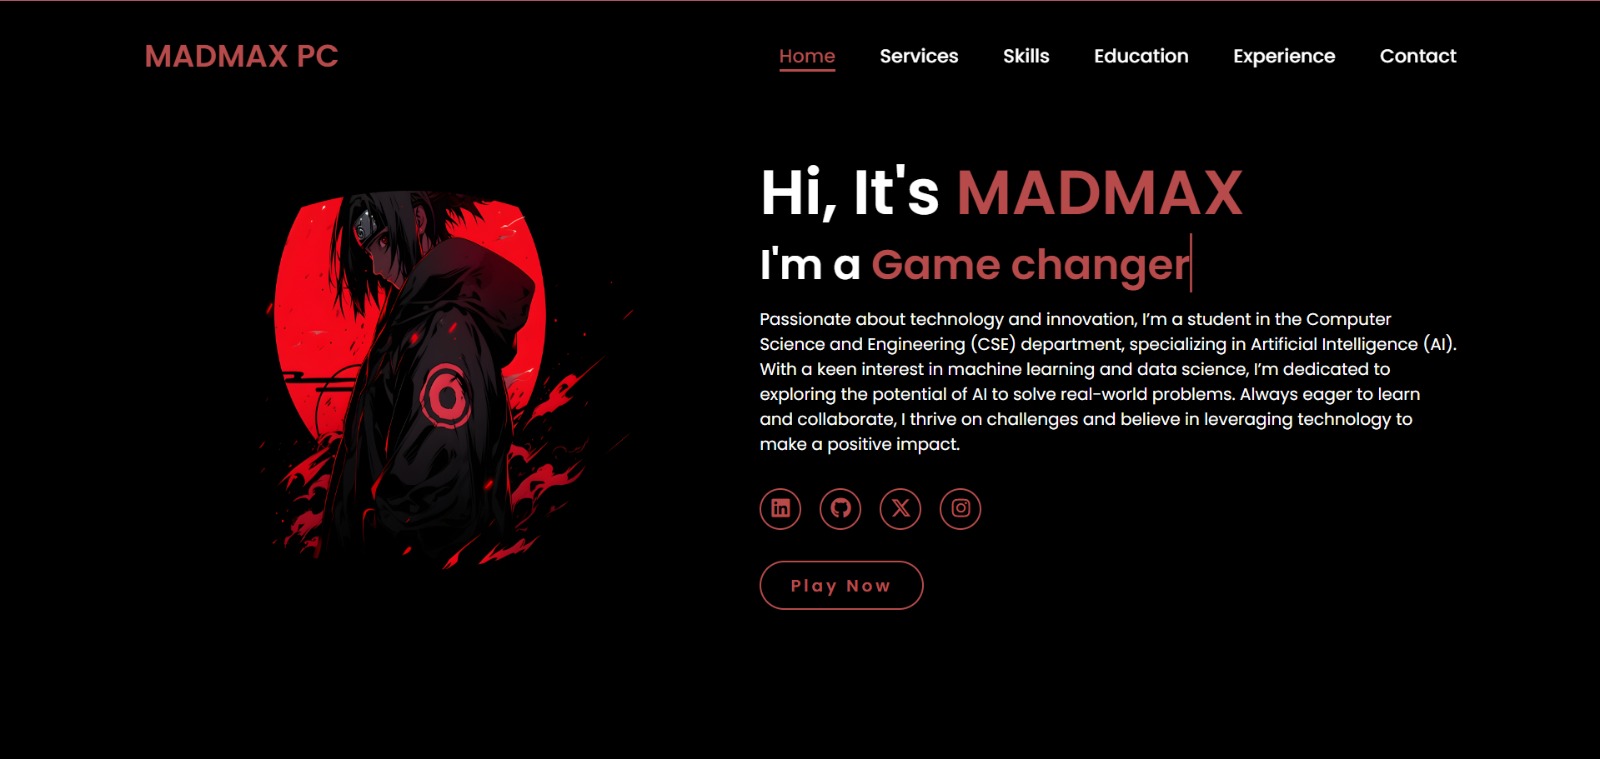 MADMAX PC
Home Services Skills Education Experience Contact
Hi, It's MADMAX
I'm a Game changer
Passionate about technology and innovation, I’m a student in the Computer
Science and Engineering (CSE) department, specializing in Artificial Intelligence (AI).
With a keen interest in machine learning and data science, I’m dedicated to
exploring the potential of AI to solve real-world problems. Always eager to learn
and collaborate, I thrive on challenges and believe in leveraging technology to
make a positive impact.
Play Now